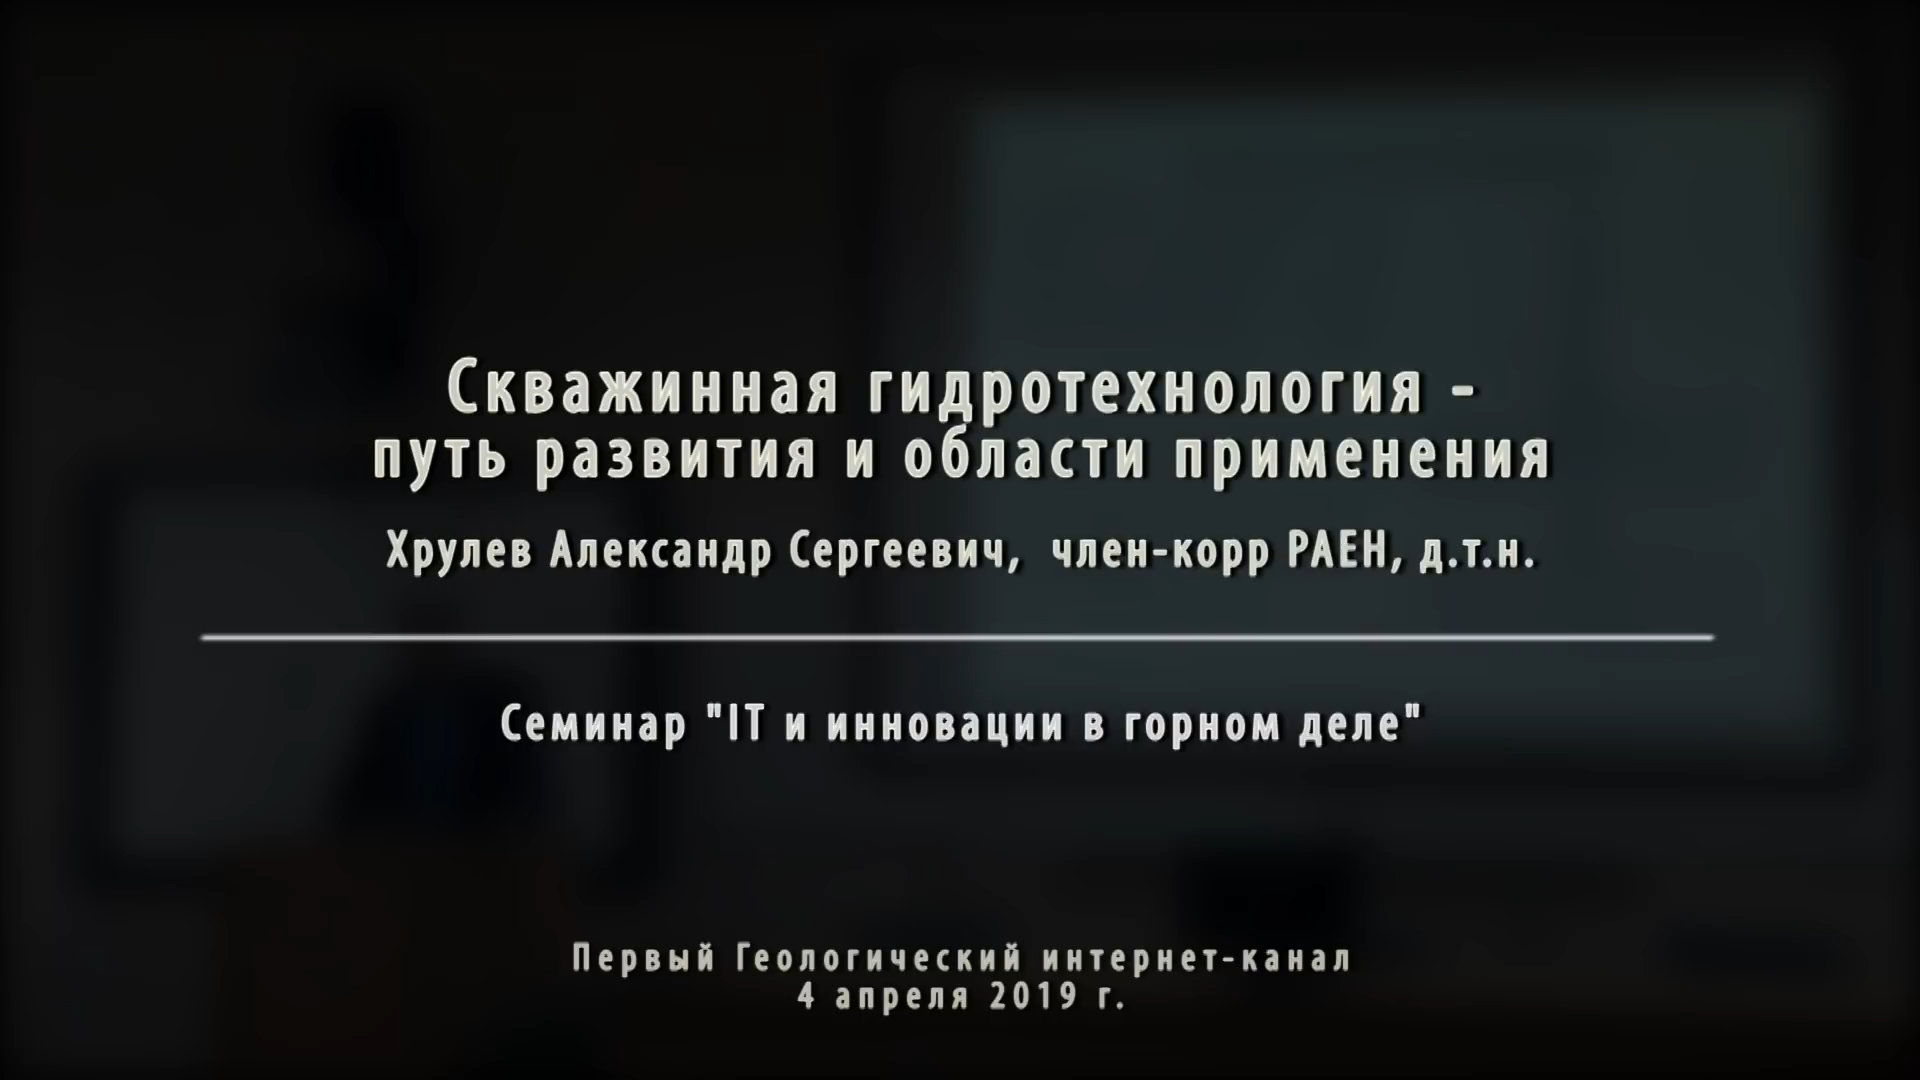 Скважинная гидротехнология -
путь развития и области применения
Хрулев Александр Сергеевич,  член-корр РАЕН, д.т.н.
Семинар "IT и инновации в горном деле"
Первый Геологический интернет-канал
4 апреля 2019 г.